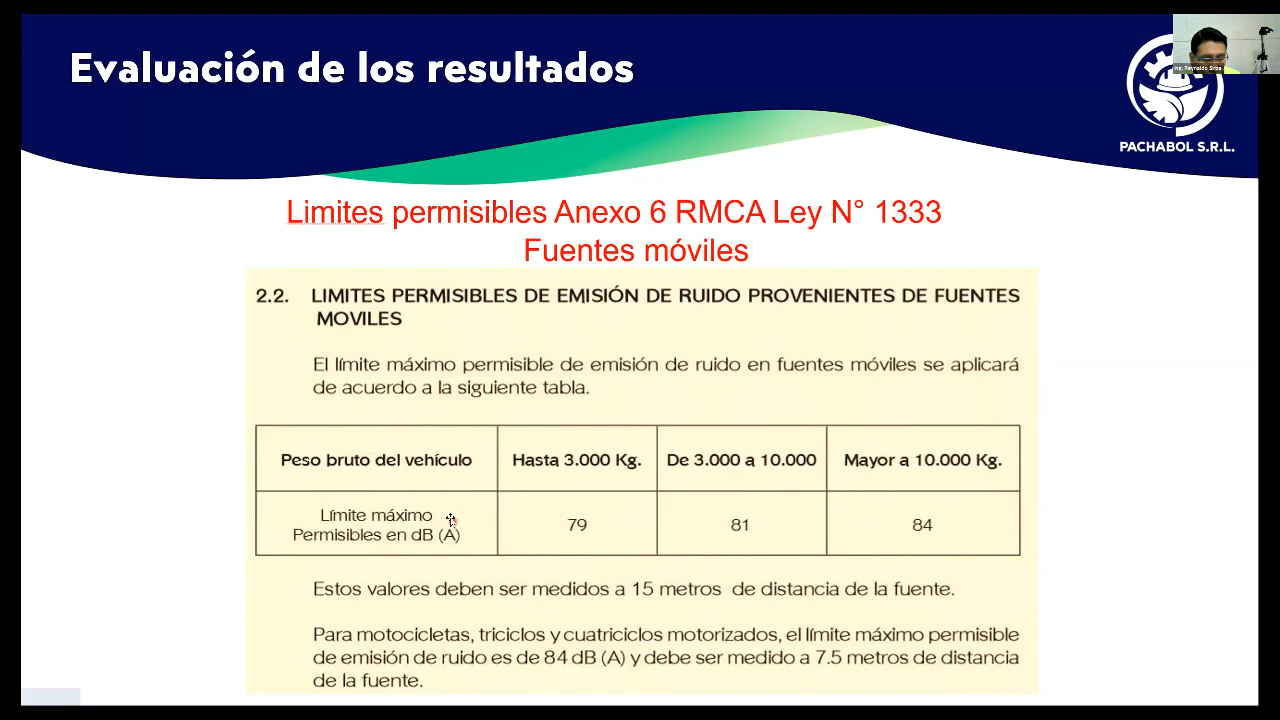 Evaluación de los resultados
Ing. Reynaldo Sirpa
PACHABOL S.R.L.
Limites permisibles Anexo 6 RMCA Ley N° 1333
Fuentes móviles
2.2. LIMITES PERMISIBLES DE EMISIÓN DE RUIDO PROVENIENTES DE FUENTES
MOVILES
El límite máximo permisible de emisión de ruido en fuentes móviles se aplicará
de acuerdo a la siguiente tabla.
Peso bruto del vehículo Hasta 3.000 Kg. De 3.000 a 10.000 Mayor a 10.000 Kg.
Límite máximo
Permisibles en dB (A) 79 81 84
Estos valores deben ser medidos a 15 metros de distancia de la fuente.
Para motocicletas, triciclos y cuatriciclos motorizados, el límite máximo permisible
de emisión de ruido es de 84 dB (A) y debe ser medido a 7.5 metros de distancia
de la fuente.